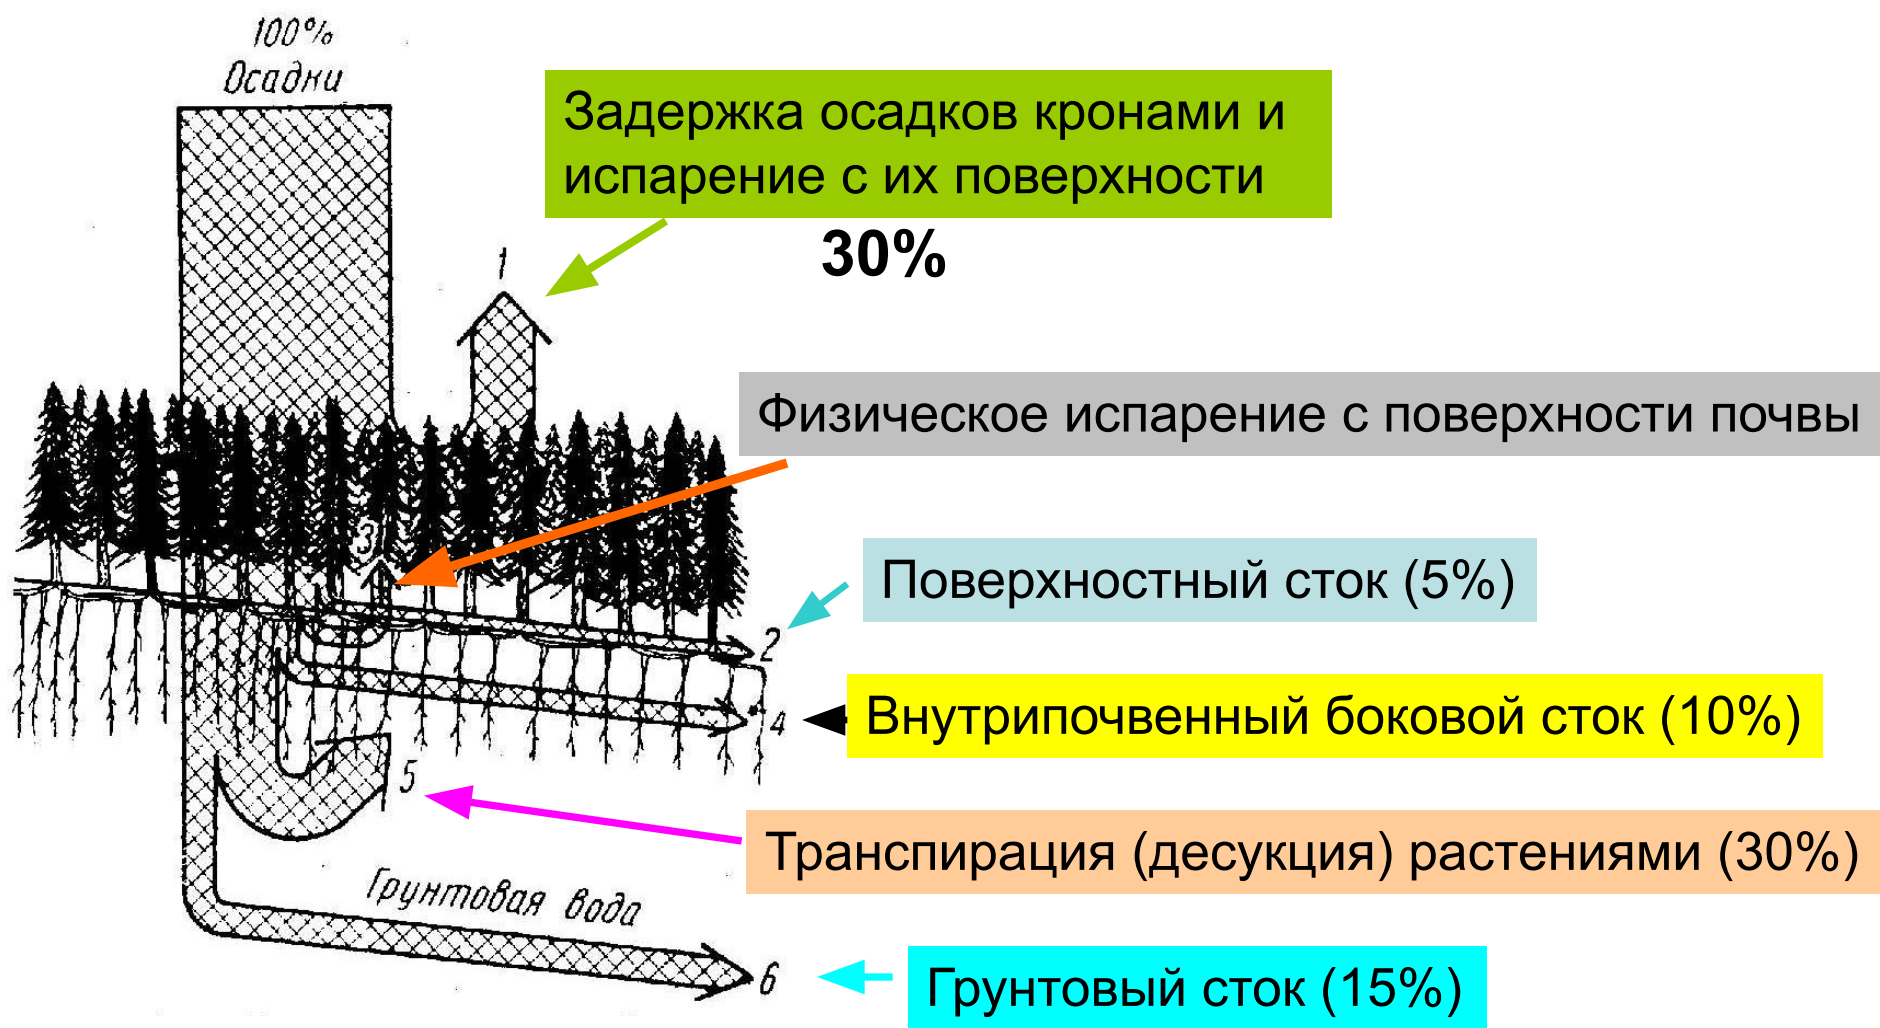 100%
Осадки
Задержка осадков кронами и
испарение с их поверхности
30%
1
Физическое испарение с поверхности почвы
3
Поверхностный сток (5%)
2
Внутрипочвенный боковой сток (10%)
4
5
Транспирация (десукция) растениями (30%)
Грунтовая вода
6
Грунтовый сток (15%)